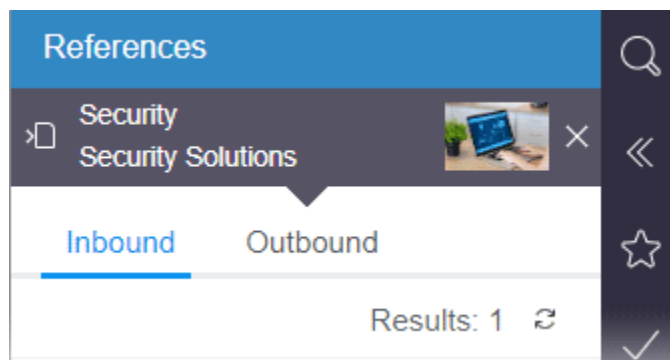 References
Security
Security Solutions
Inbound Outbound
Results: 1